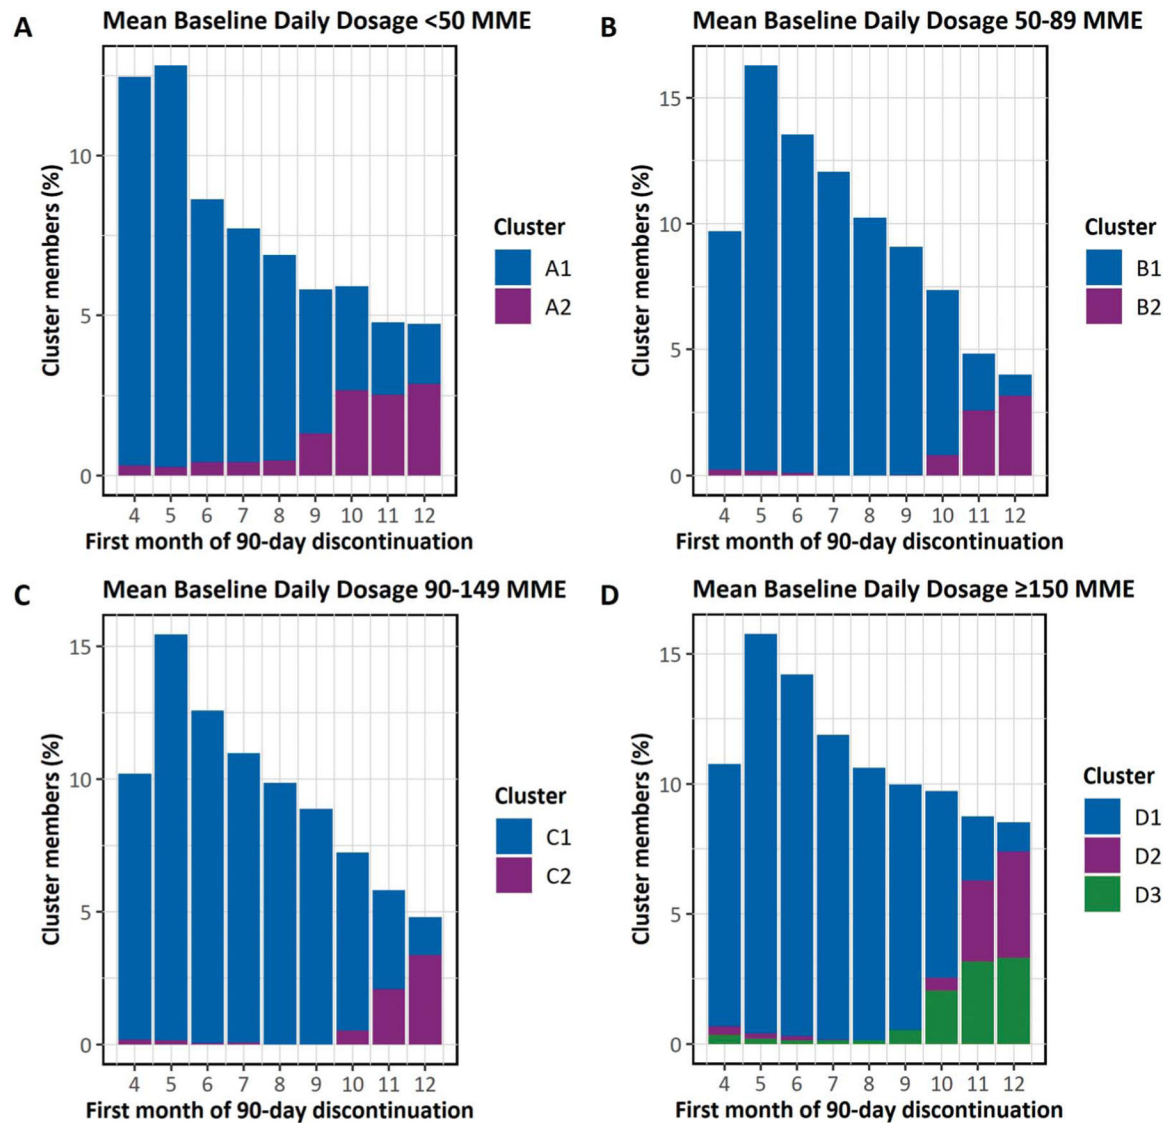 A
Mean Baseline Daily Dosage <50 MME
Cluster members (%)
10
5
0
4 5 6 7 8 9 10 11 12
First month of 90-day discontinuation
Cluster
A1
A2
B
Mean Baseline Daily Dosage 50-89 MME
Cluster members (%)
15
10
5
0
4 5 6 7 8 9 10 11 12
First month of 90-day discontinuation
Cluster
B1
B2
C
Mean Baseline Daily Dosage 90-149 MME
Cluster members (%)
15
10
5
0
4 5 6 7 8 9 10 11 12
First month of 90-day discontinuation
Cluster
C1
C2
D
Mean Baseline Daily Dosage ≥150 MME
Cluster members (%)
15
10
5
0
4 5 6 7 8 9 10 11 12
First month of 90-day discontinuation
Cluster
D1
D2
D3